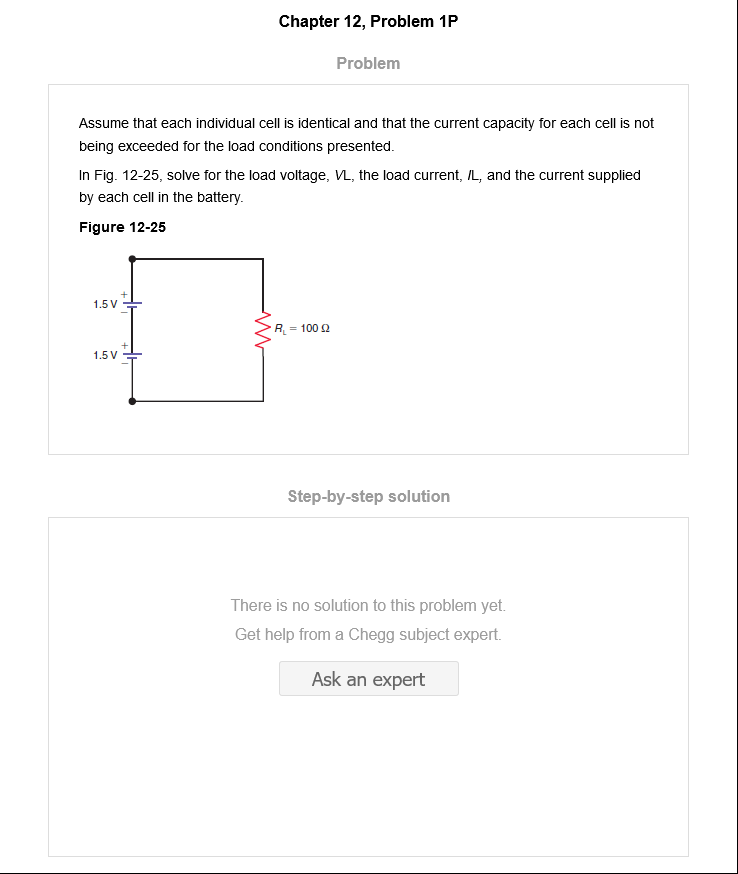 Chapter 12, Problem 1P
Problem
Assume that each individual cell is identical and that the current capacity for each cell is not
being exceeded for the load conditions presented.
In Fig. 12-25, solve for the load voltage, VL, the load current, IL, and the current supplied
by each cell in the battery.
Figure 12-25
+
1.5 V
−
R_L = 100 Ω
+
1.5 V
−
Step-by-step solution
There is no solution to this problem yet.
Get help from a Chegg subject expert.
Ask an expert